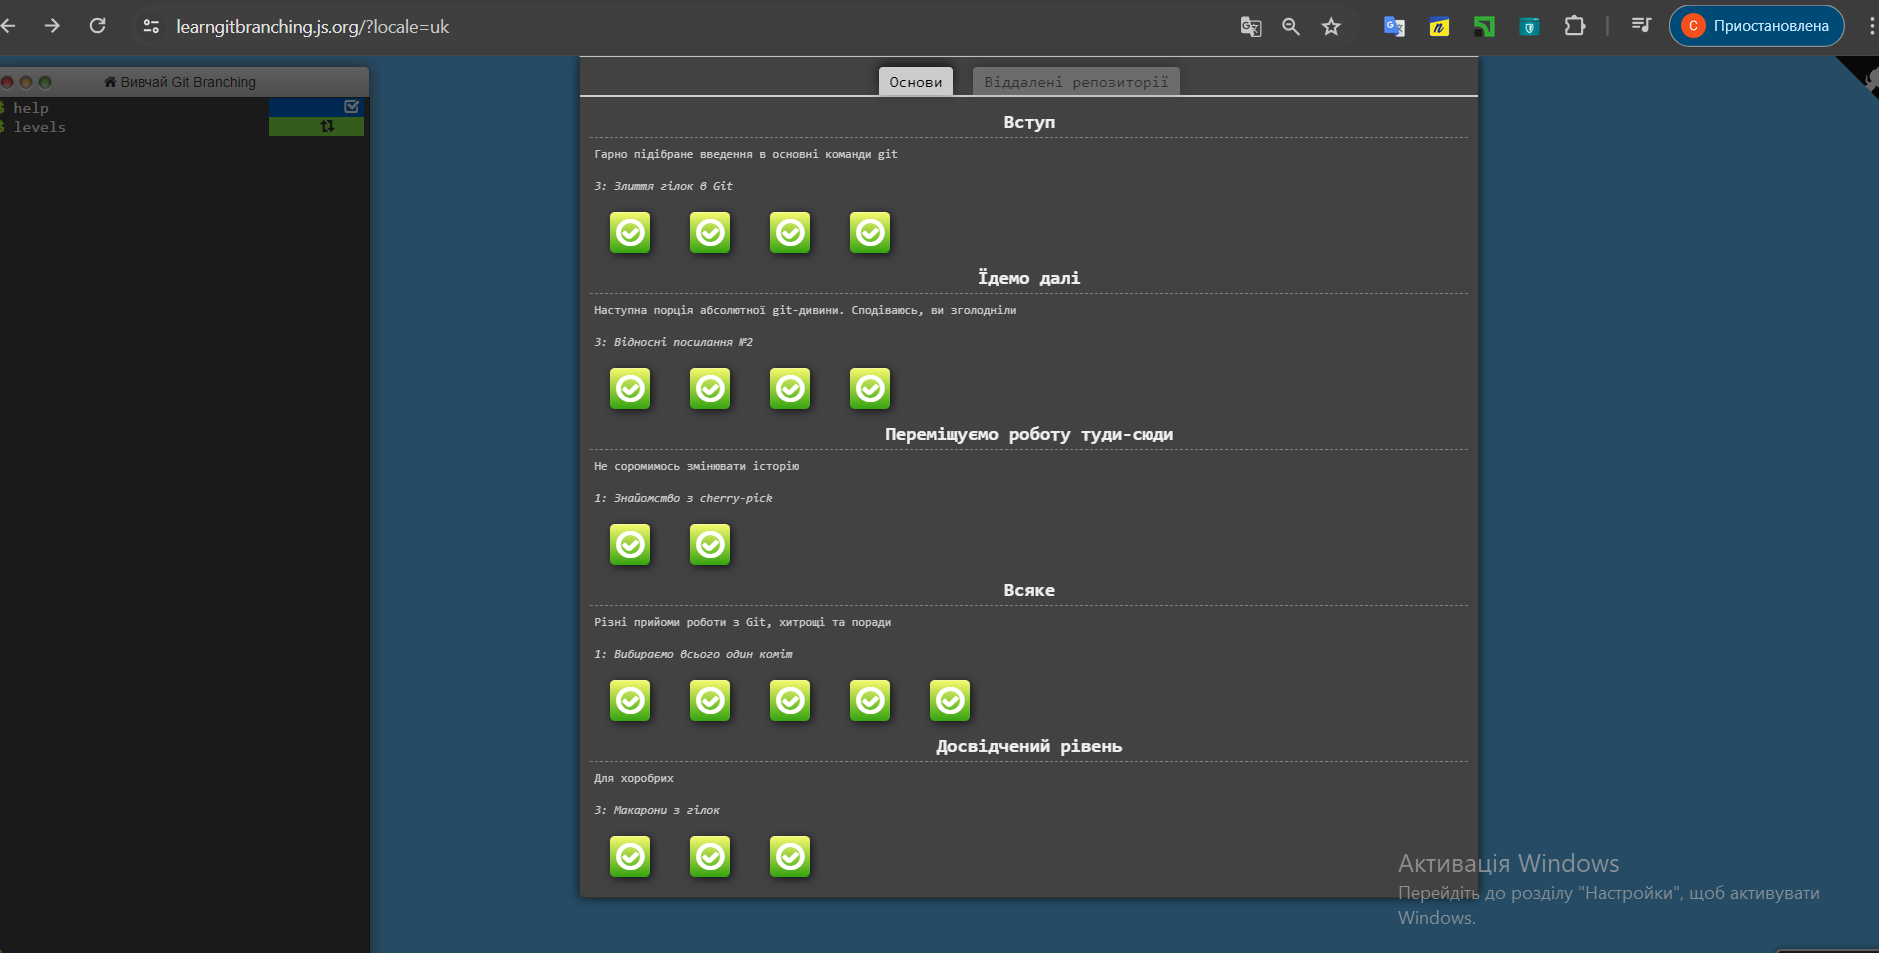 learngitbranching.js.org/?locale=uk
С Приостановлена
Вивчай Git Branching
$ help
$ levels
Основи
Віддалені репозиторії
Вступ
Гарно підібране введення в основні команди git
3: Злиття гілок в Git
Їдемо далі
Наступна порція абсолютної git-дивини. Сподіваюсь, ви зголодніли
3: Відносні посилання №2
Переміщуємо роботу туди-сюди
Не соромимось змінювати історію
1: Знайомство з cherry-pick
Всяке
Різні прийоми роботи з Git, хитрощі та поради
1: Вибираємо всього один коміт
Досвідчений рівень
Для хоробрих
3: Макарони з гілок
Активація Windows
Перейдіть до розділу "Настройки", щоб активувати
Windows.